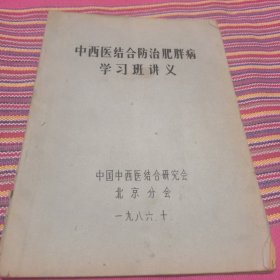 中西医结合防治肥胖病
学习班讲义
中国中西医结合研究会
北京分会
一九八六.十